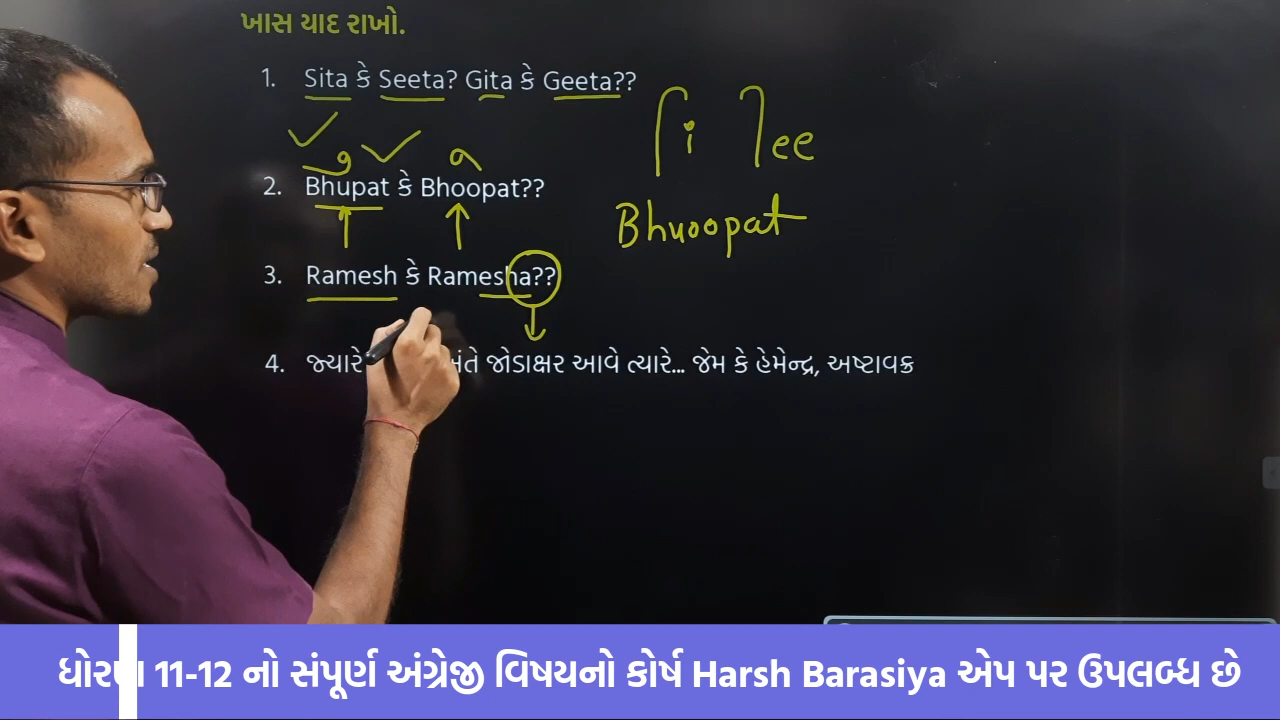 ખાસ યાદ રાખો.
1. Sita કે Seeta? Gita કે Geeta??
િ i ી ee
2. Bhupat કે Bhoopat??
Bhuoopat
3. Ramesh કે Ramesha??
4. જ્યારે અંતે જોડાક્ષર આવે ત્યારે... જેમ કે હેમેન્દ્ર, અષ્ટાવક્ર
ધોરણ 11-12 નો સંપૂર્ણ અંગ્રેજી વિષયનો કોર્ષ Harsh Barasiya એપ પર ઉપલબ્ધ છે